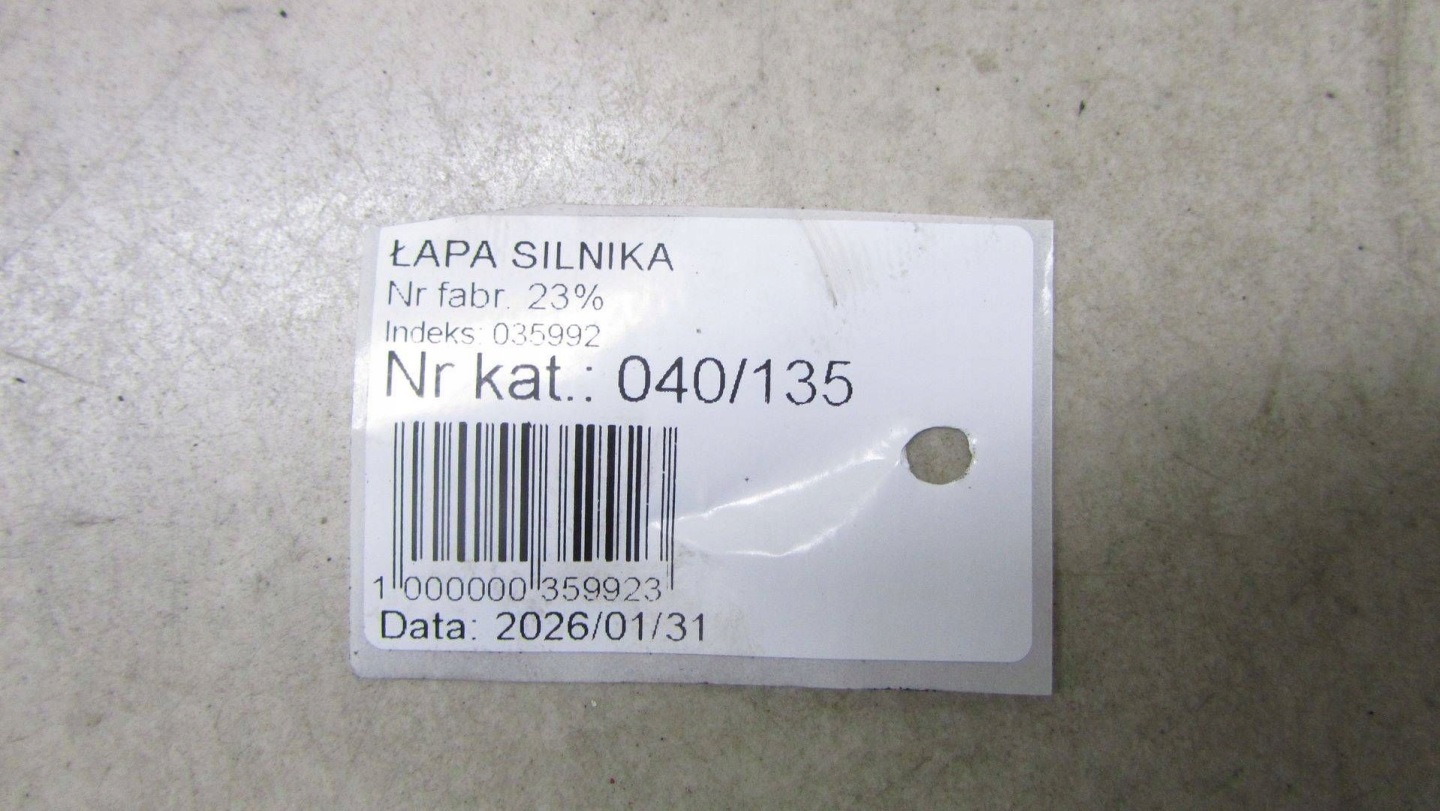 ŁAPA SILNIKA
Nr fabr. 23%
Indeks: 035992
Nr kat.: 040/135
1 000000 359923
Data: 2026/01/31